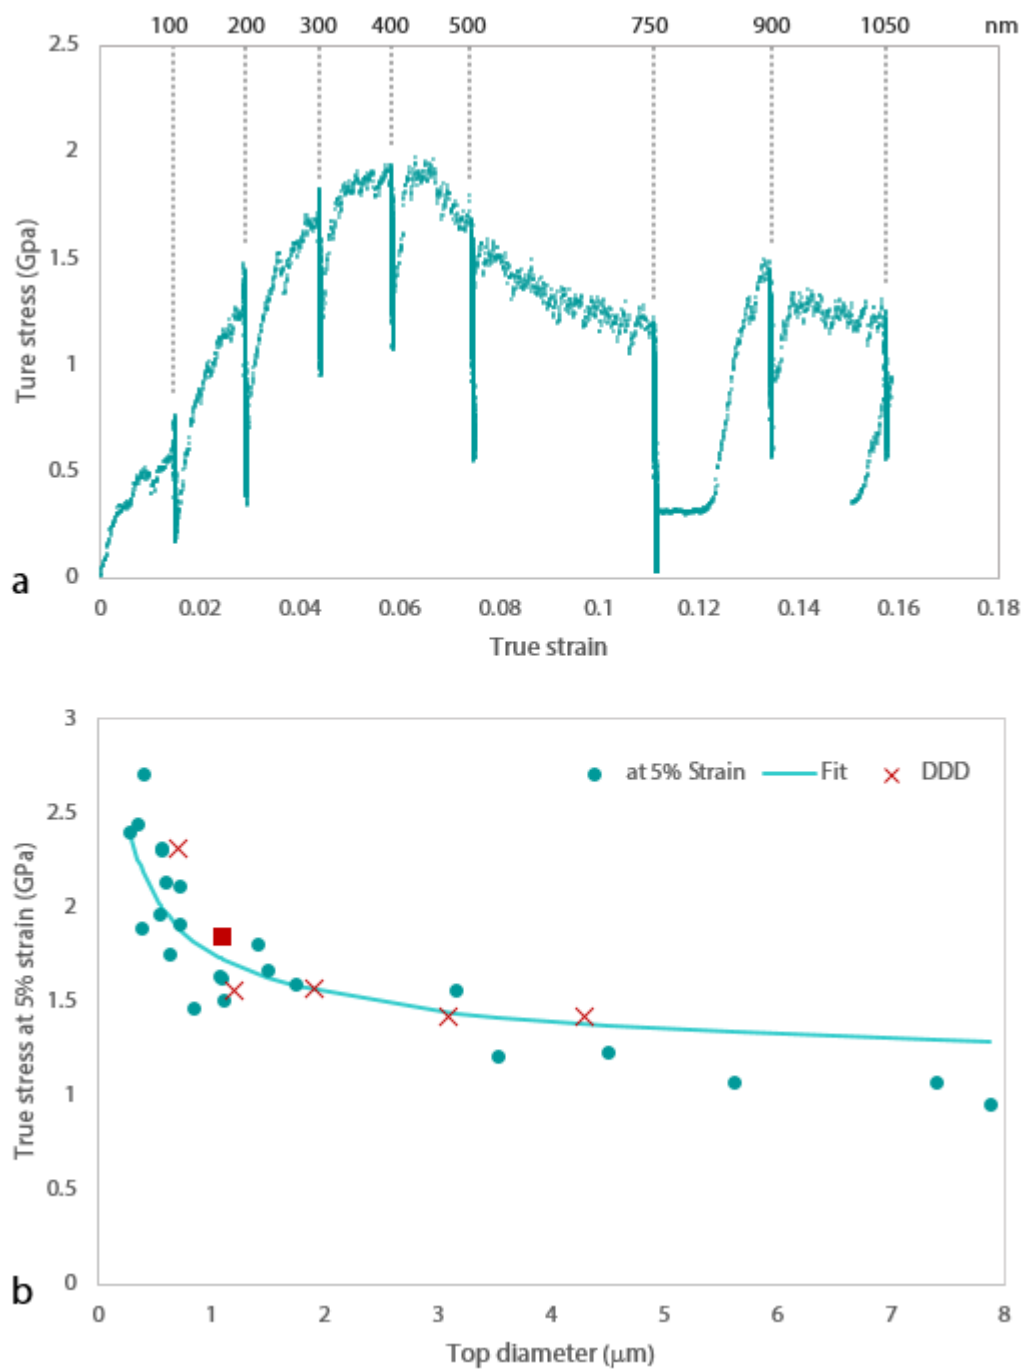 100 200 300 400 500 750 900 1050 nm
2.5
2
1.5
1
0.5
0
Ture stress (Gpa)
a
0 0.02 0.04 0.06 0.08 0.1 0.12 0.14 0.16 0.18
True strain
3
2.5
2
1.5
1
0.5
0
True stress at 5% strain (GPa)
at 5% Strain Fit DDD
b
0 1 2 3 4 5 6 7 8
Top diameter (μm)